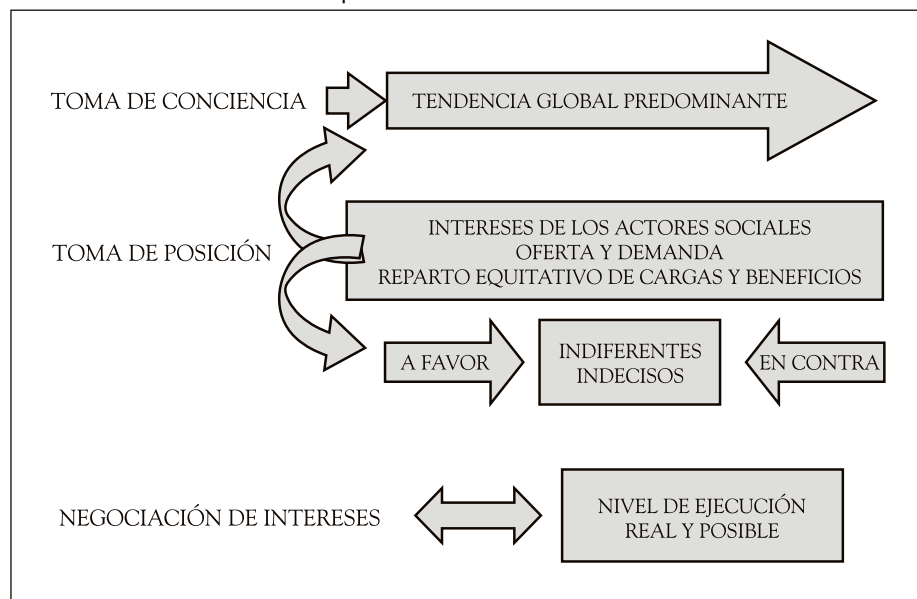 TOMA DE CONCIENCIA
TENDENCIA GLOBAL PREDOMINANTE
TOMA DE POSICIÓN
INTERESES DE LOS ACTORES SOCIALES
OFERTA Y DEMANDA
REPARTO EQUITATIVO DE CARGAS Y BENEFICIOS
A FAVOR
INDIFERENTES
INDECISOS
EN CONTRA
NEGOCIACIÓN DE INTERESES
NIVEL DE EJECUCIÓN
REAL Y POSIBLE